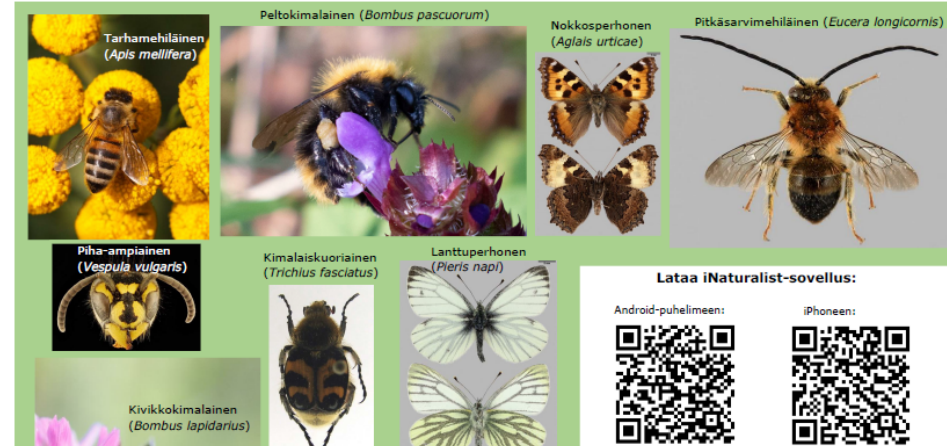 Tarhamehiläinen
(Apis mellifera)
Peltokimalainen (Bombus pascuorum)
Nokkosperhonen
(Aglais urticae)
Pitkäsarvimehiläinen (Eucera longicornis)
Piha-ampiainen
(Vespula vulgaris)
Kimalaiskuoriainen
(Trichius fasciatus)
Lanttuperhonen
(Pieris napi)
Kivikkokimalainen
(Bombus lapidarius)
Lataa iNaturalist-sovellus:
Android-puhelimeen:
iPhoneen: